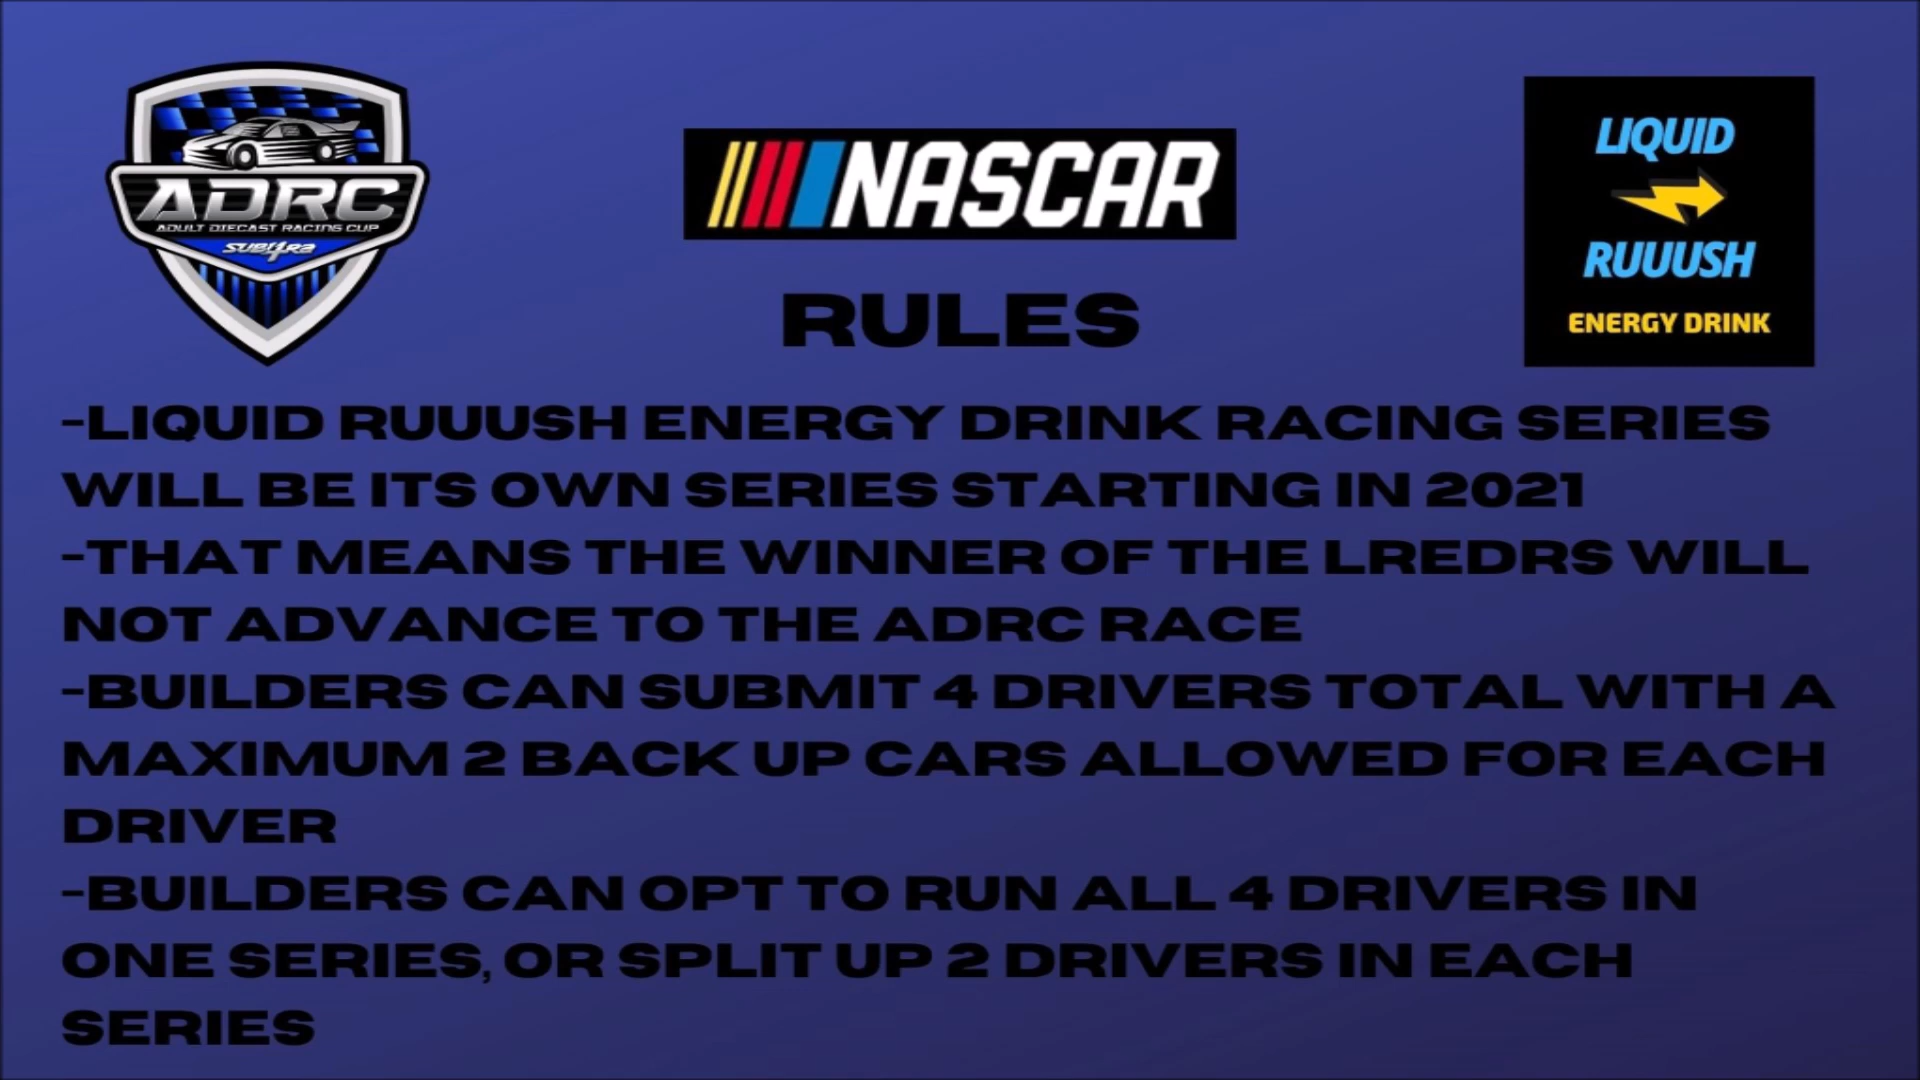 ADRC
ADULT DIECAST RACING CUP
SUBI4RA
NASCAR
LIQUID
RUUUSH
ENERGY DRINK
RULES
-LIQUID RUUUSH ENERGY DRINK RACING SERIES
WILL BE ITS OWN SERIES STARTING IN 2021
-THAT MEANS THE WINNER OF THE LREDRS WILL
NOT ADVANCE TO THE ADRC RACE
-BUILDERS CAN SUBMIT 4 DRIVERS TOTAL WITH A
MAXIMUM 2 BACK UP CARS ALLOWED FOR EACH
DRIVER
-BUILDERS CAN OPT TO RUN ALL 4 DRIVERS IN
ONE SERIES, OR SPLIT UP 2 DRIVERS IN EACH
SERIES